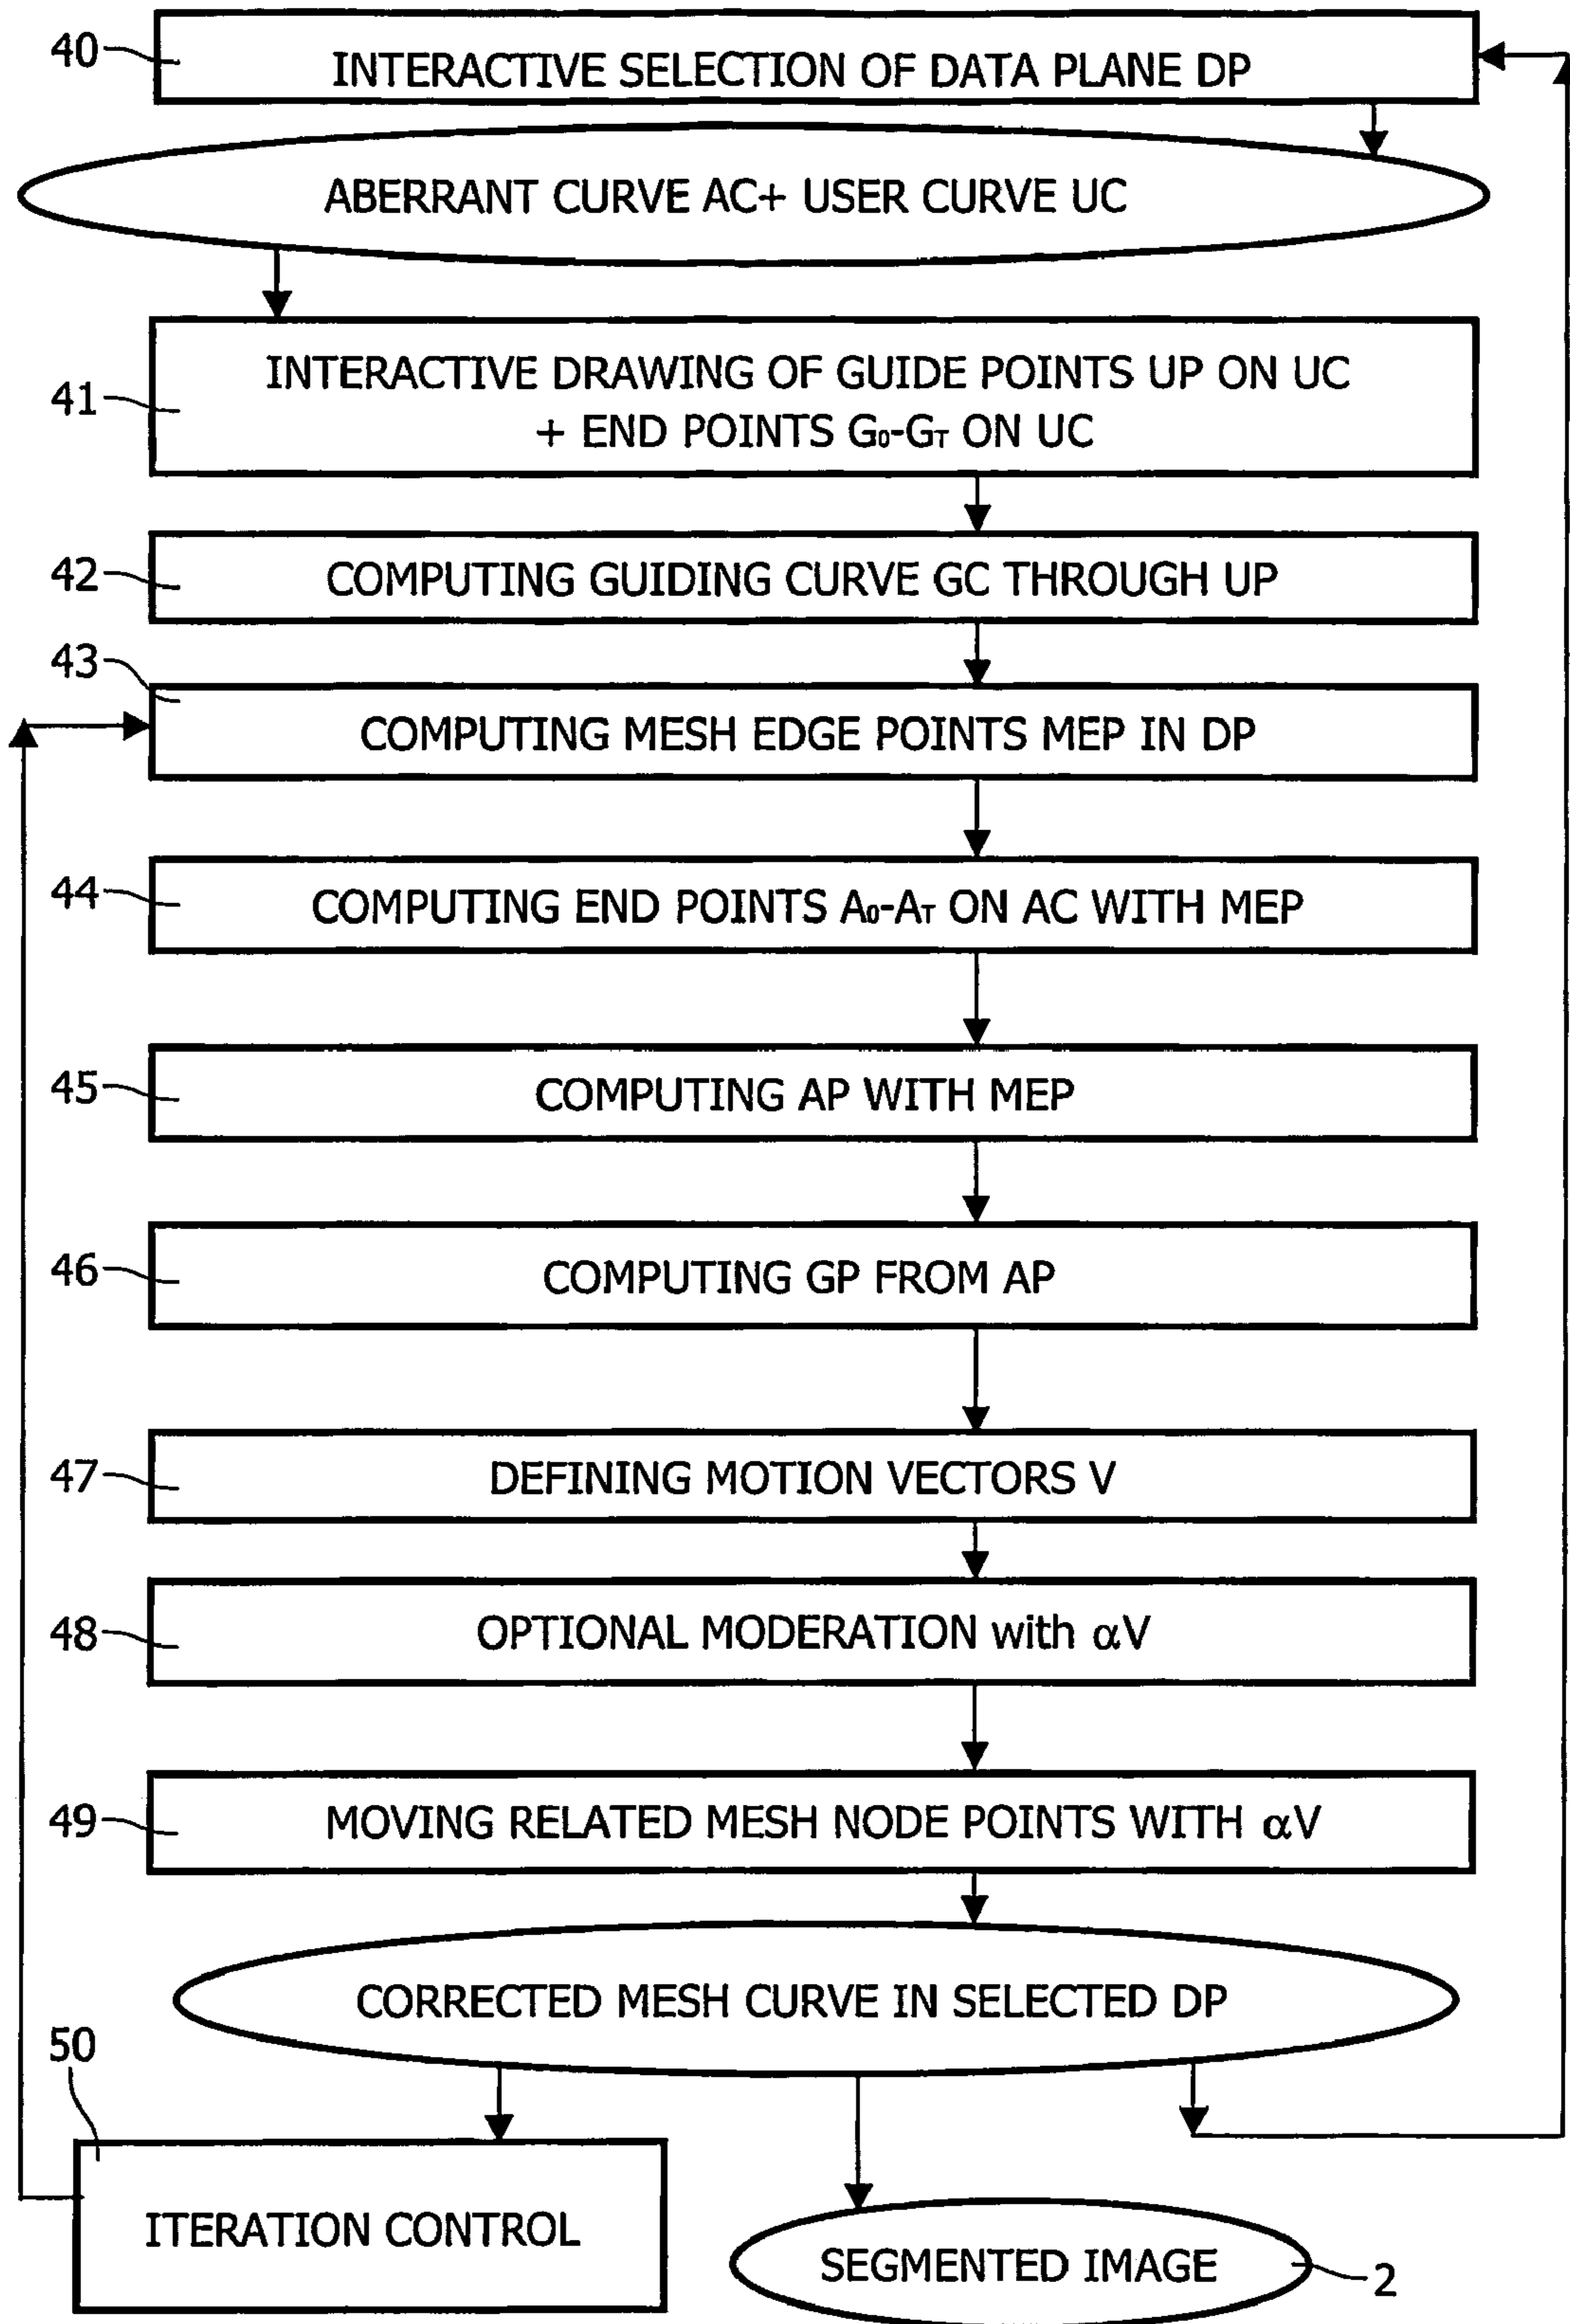 40
INTERACTIVE SELECTION OF DATA PLANE DP
ABERRANT CURVE AC+ USER CURVE UC
41
INTERACTIVE DRAWING OF GUIDE POINTS UP ON UC
+ END POINTS G₀-G_T ON UC
42
COMPUTING GUIDING CURVE GC THROUGH UP
43
COMPUTING MESH EDGE POINTS MEP IN DP
44
COMPUTING END POINTS A₀-A_T ON AC WITH MEP
45
COMPUTING AP WITH MEP
46
COMPUTING GP FROM AP
47
DEFINING MOTION VECTORS V
48
OPTIONAL MODERATION with αV
49
MOVING RELATED MESH NODE POINTS WITH αV
CORRECTED MESH CURVE IN SELECTED DP
50
ITERATION CONTROL
SEGMENTED IMAGE
2